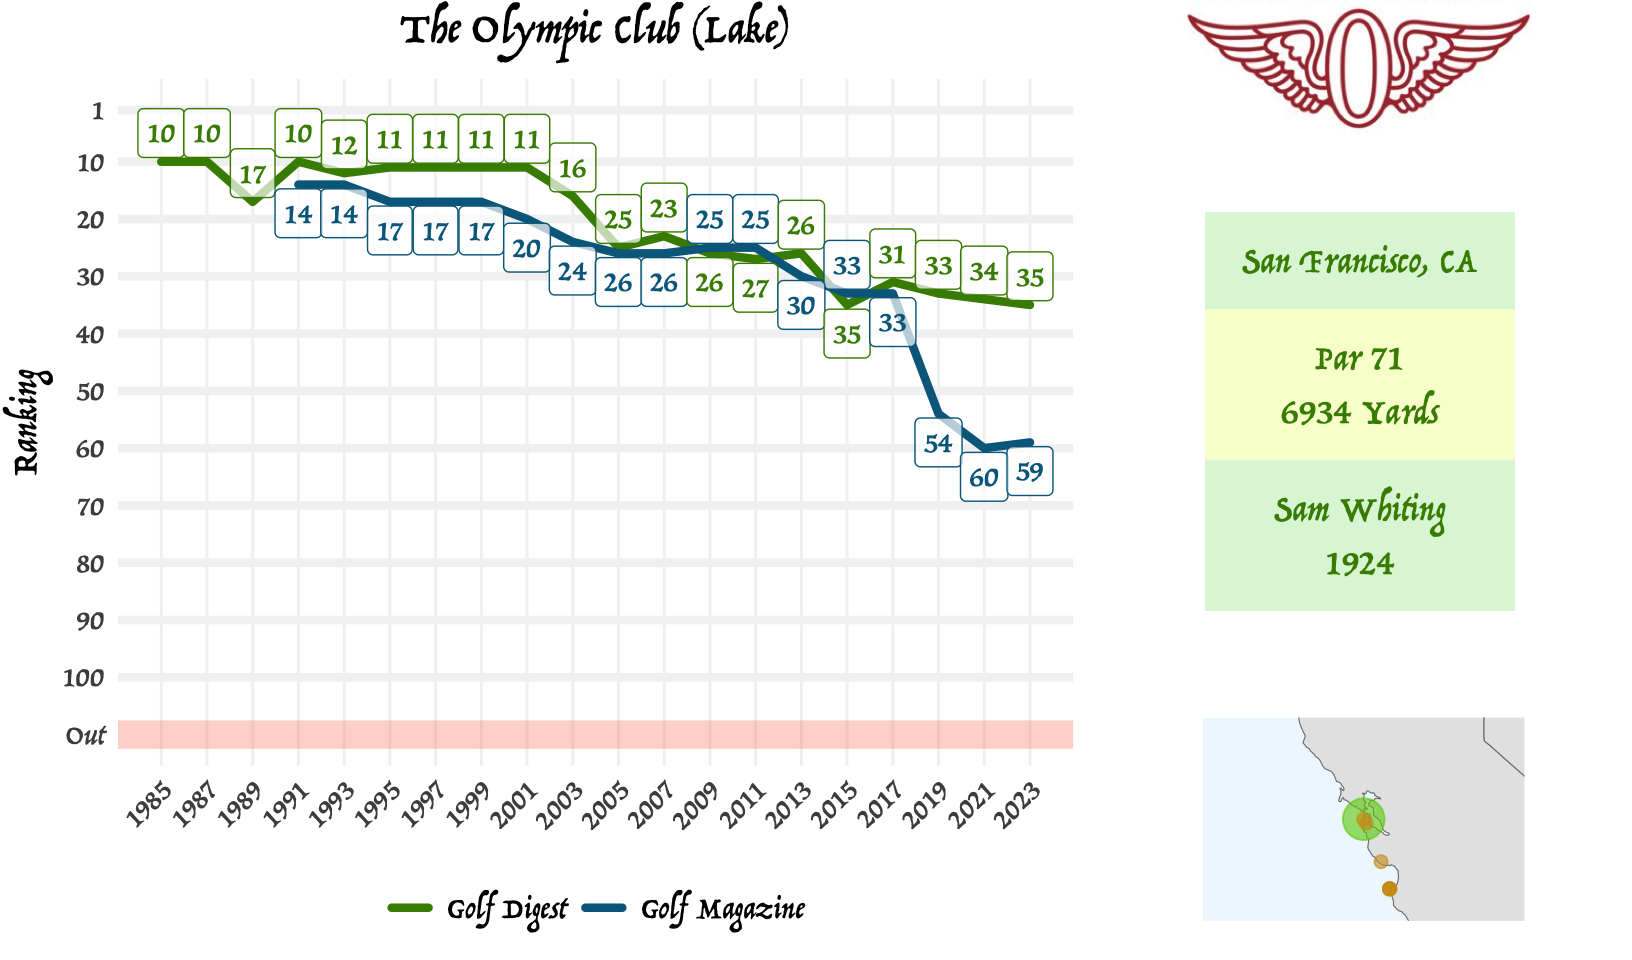 The Olympic Club (Lake)
Ranking
1
10
20
30
40
50
60
70
80
90
100
Out
10 10 17 10 12 11 11 11 11 16 25 23 26 27 26 35 31 33 34 35
14 14 17 17 17 20 24 26 26 25 25 30 33 33 54 60 59
1985 1987 1989 1991 1993 1995 1997 1999 2001 2003 2005 2007 2009 2011 2013 2015 2017 2019 2021 2023
Golf Digest Golf Magazine
San Francisco, CA
Par 71
6934 Yards
Sam Whiting
1924